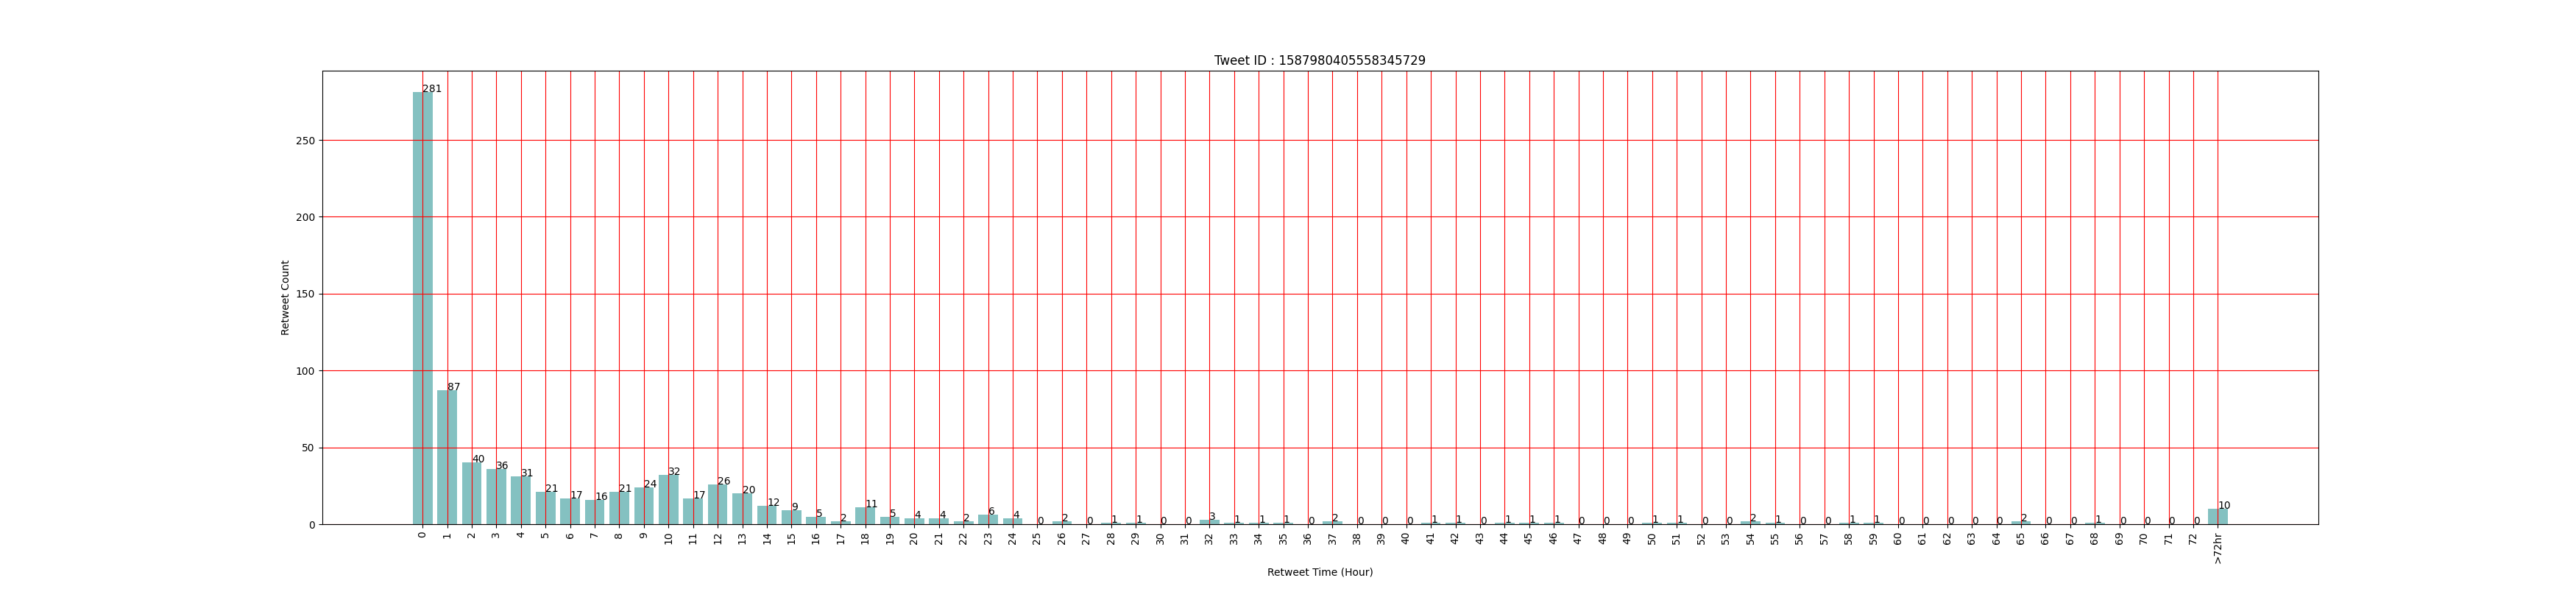 Tweet ID : 1587980405558345729
Retweet Count
250
200
150
100
50
0
281 87 40 36 31 21 17 16 21 24 32 17 26 20 12 9 5 2 11 5 4 4 2 6 4 0 2 0 1 1 0 0 3 1 1 1 0 2 0 0 0 1 1 0 1 1 1 0 0 0 1 1 0 0 2 1 0 0 1 1 0 0 0 0 0 2 0 0 1 0 0 0 0 10
0 1 2 3 4 5 6 7 8 9 10 11 12 13 14 15 16 17 18 19 20 21 22 23 24 25 26 27 28 29 30 31 32 33 34 35 36 37 38 39 40 41 42 43 44 45 46 47 48 49 50 51 52 53 54 55 56 57 58 59 60 61 62 63 64 65 66 67 68 69 70 71 72 >72hr
Retweet Time (Hour)